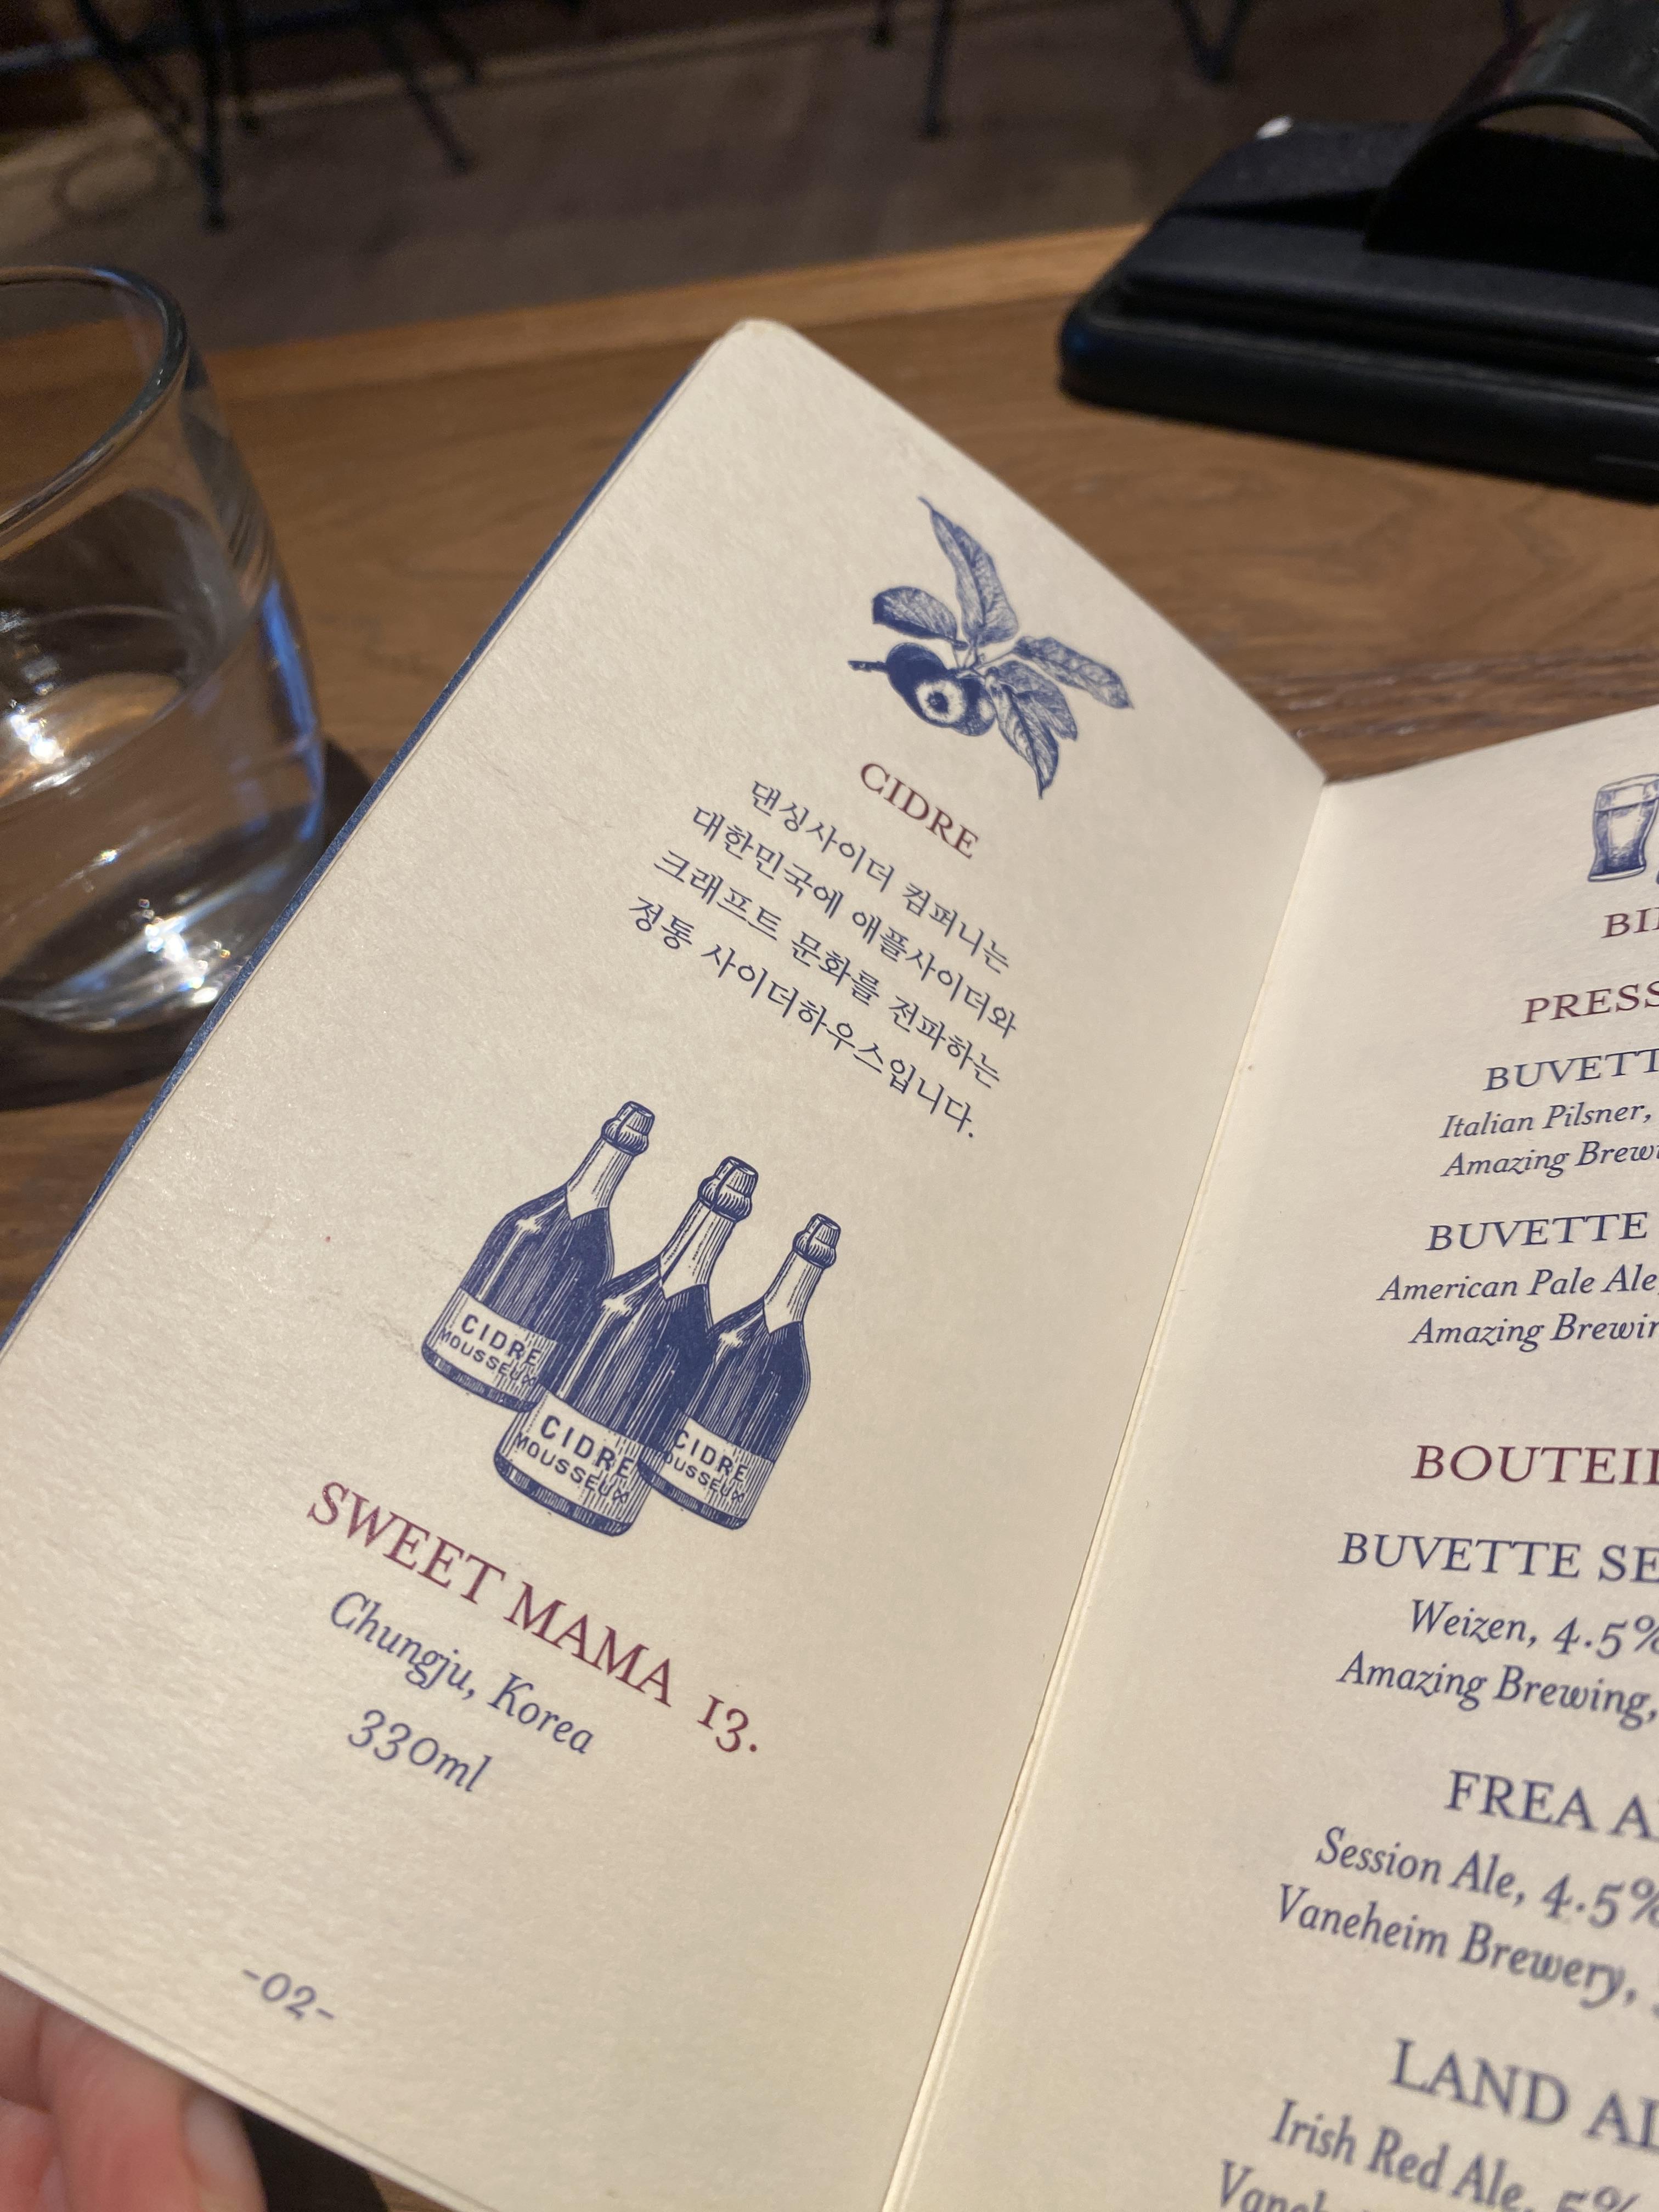 CIDRE
댄싱사이더 컴퍼니는
대한민국에 애플사이더와
크래프트 문화를 전파하는
정통 사이더하우스입니다.
CIDRE
MOUSSEUX
CIDRE
MOUSSEUX
CIDRE
OUSSEUX
SWEET MAMA 13.
Chungju, Korea
330ml
-02-
PRESS
BUVETT
Italian Pilsner,
Amazing Brew
BUVETTE
American Pale Ale,
Amazing Brewin
BOUTEIL
BUVETTE SE
Weizen, 4.5%
Amazing Brewing,
FREA A
Session Ale, 4.5%
Vaneheim Brewery,
LAND AL
Irish Red Ale, 5%